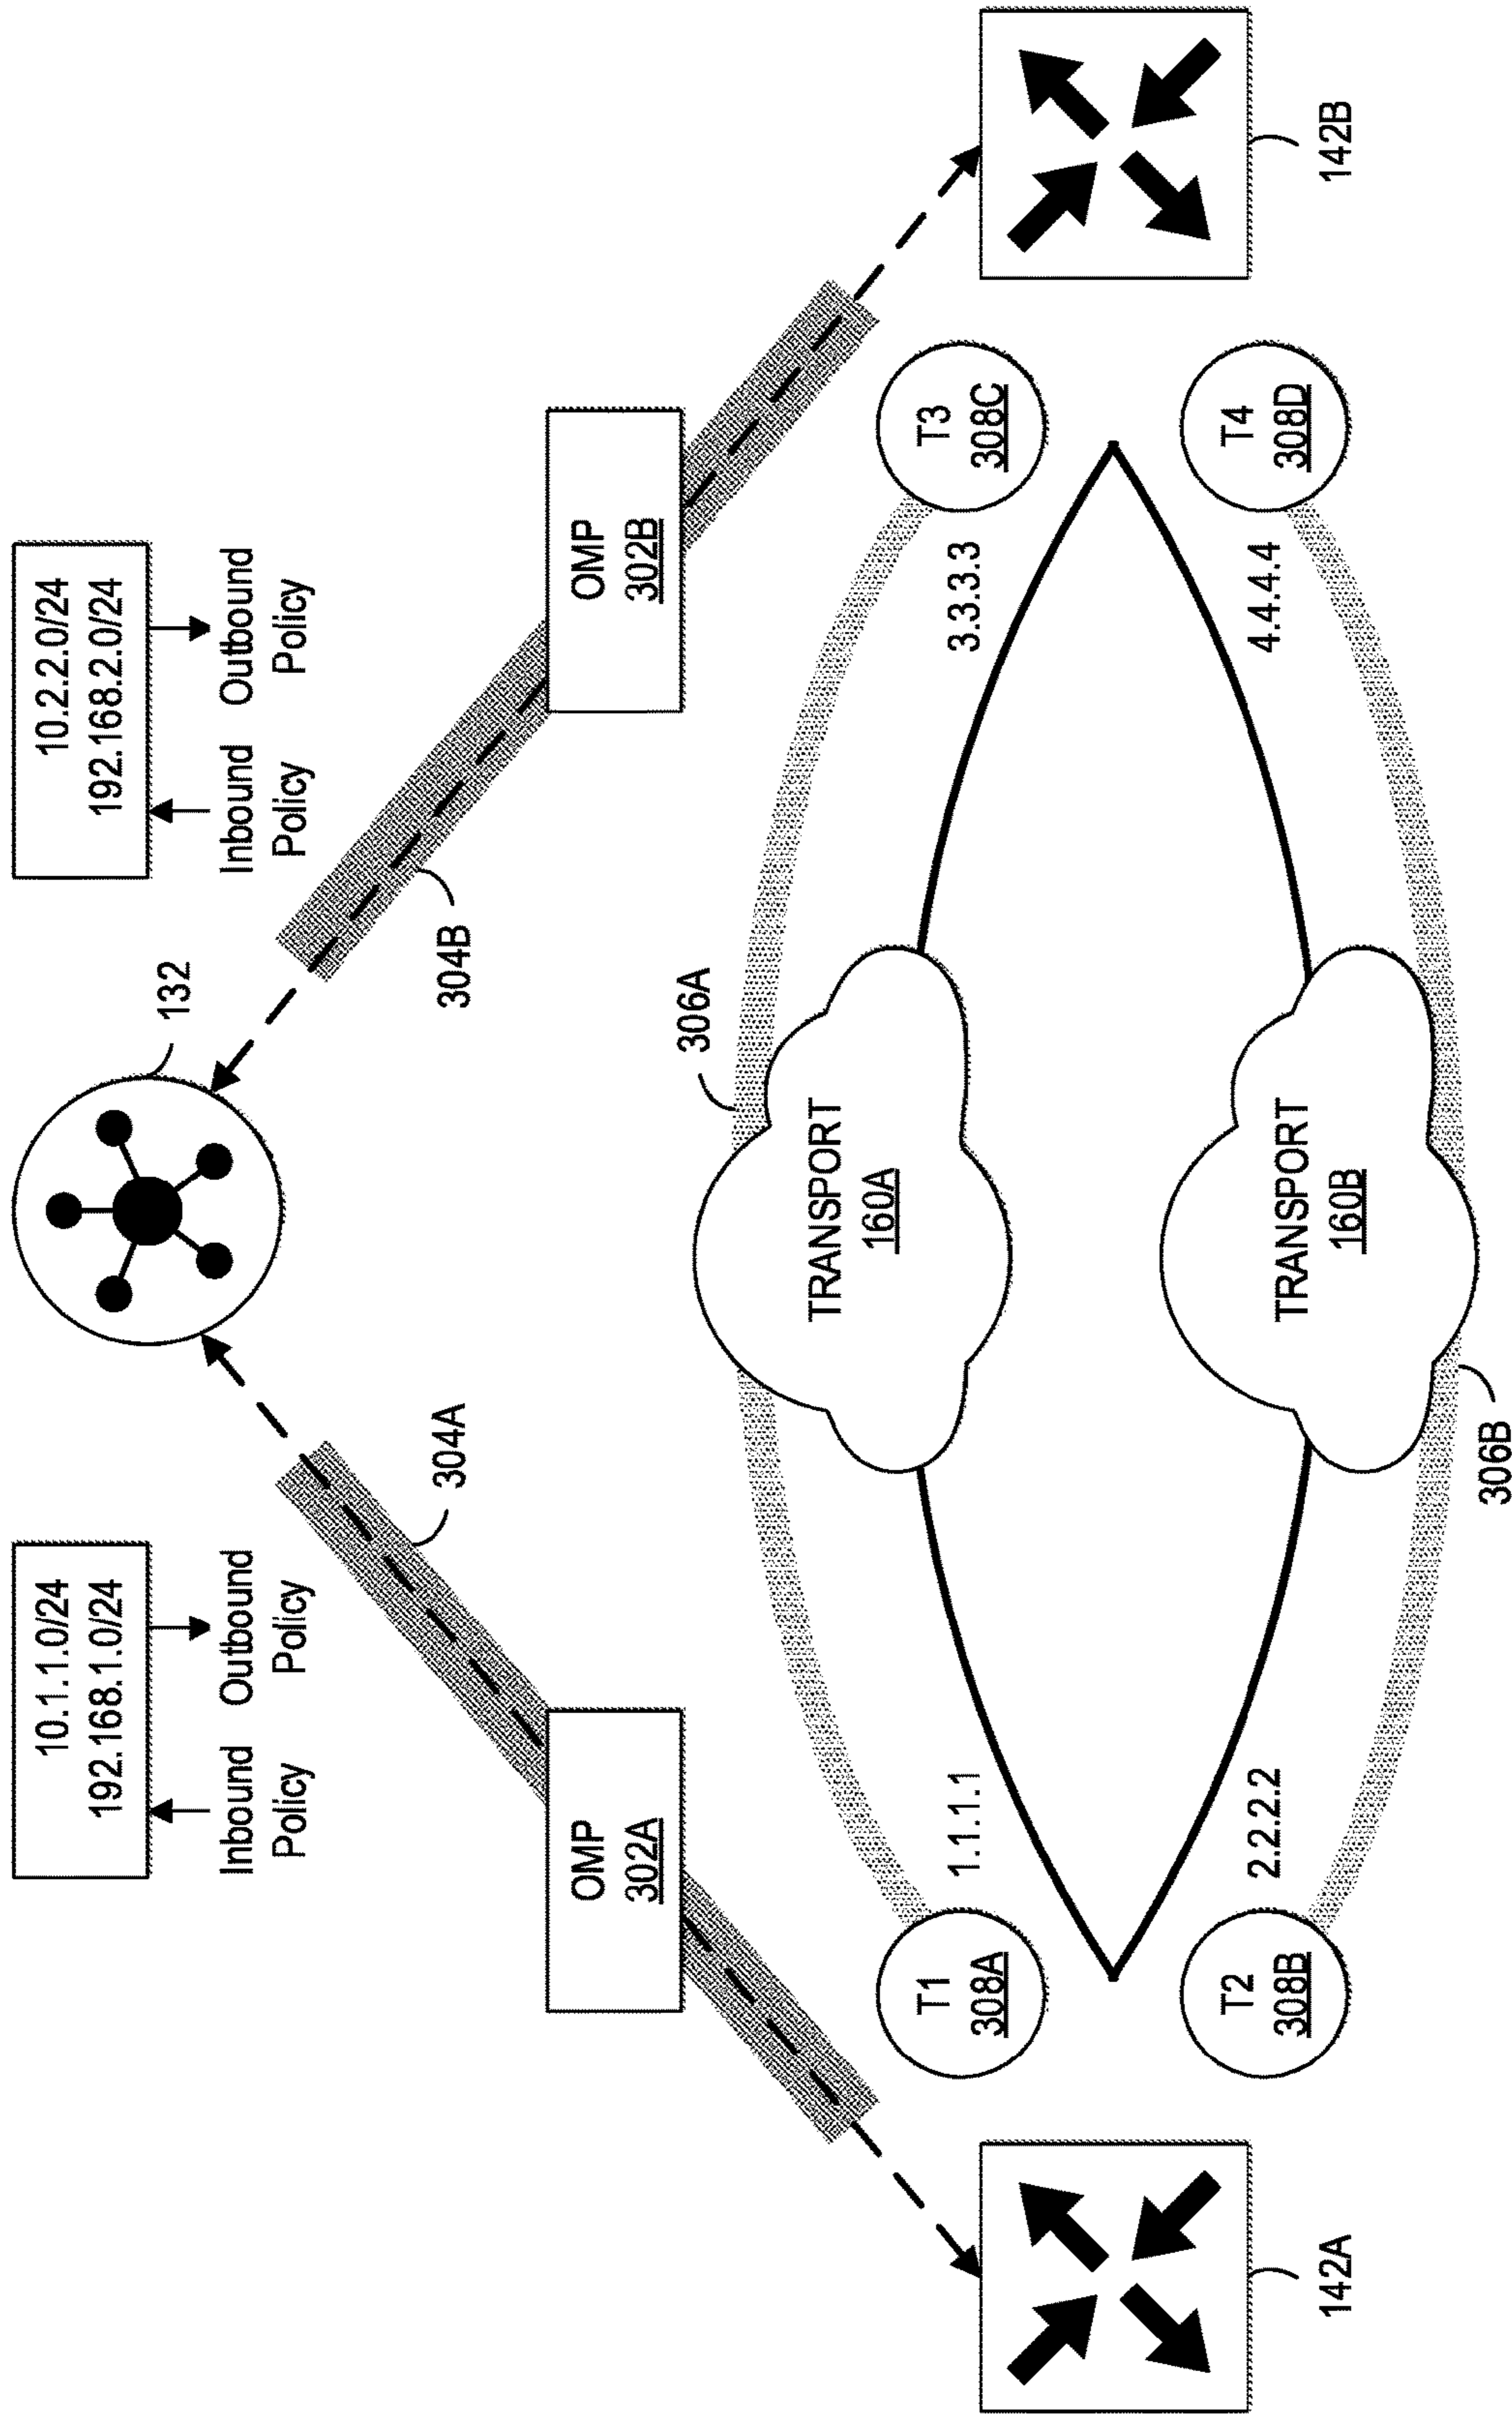 10.1.1.0/24
192.168.1.0/24
Inbound
Policy
Outbound
Policy
132
10.2.2.0/24
192.168.2.0/24
Inbound
Policy
Outbound
Policy
304A
304B
OMP
302A
OMP
302B
306A
T1
308A
1.1.1.1
TRANSPORT
160A
3.3.3.3
T3
308C
T2
308B
2.2.2.2
TRANSPORT
160B
4.4.4.4
T4
308D
142A
306B
142B